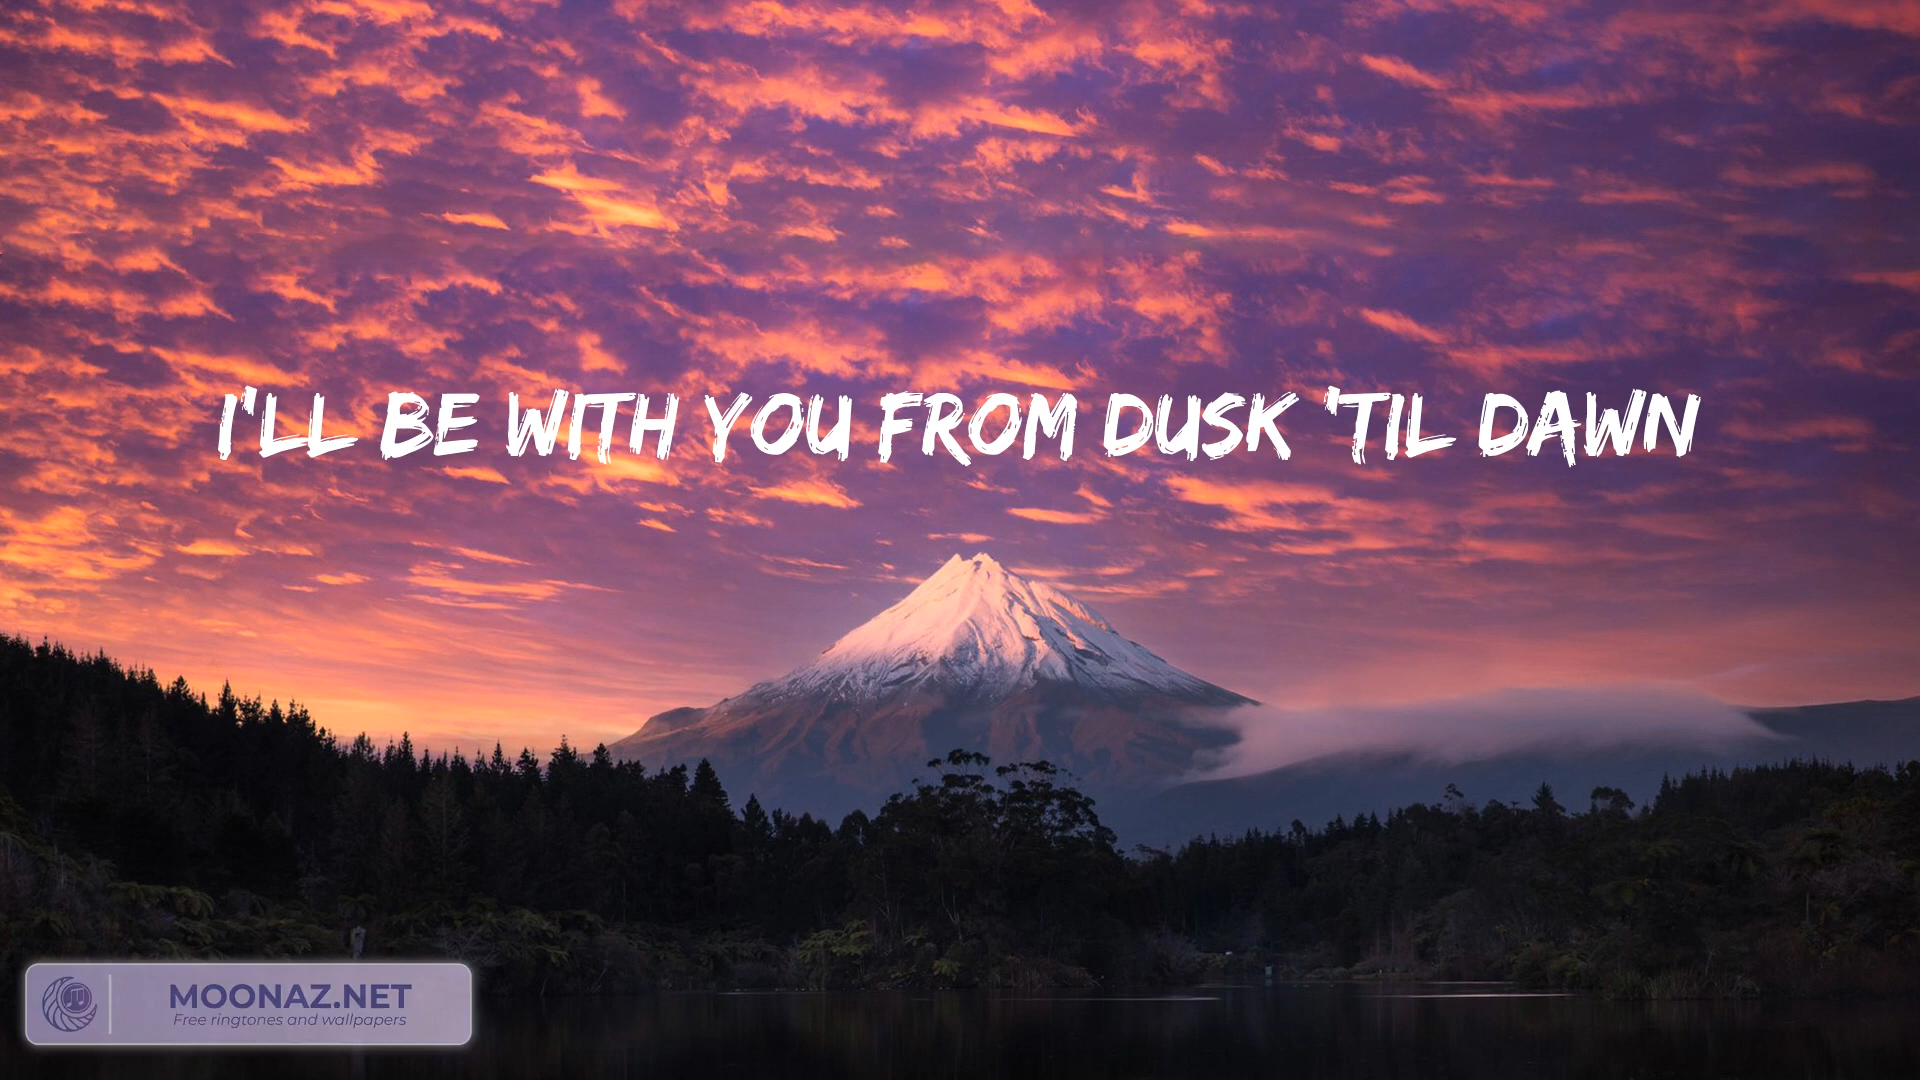 I'LL BE WITH YOU FROM DUSK 'TIL DAWN
MOONAZ.NET
Free ringtones and wallpapers